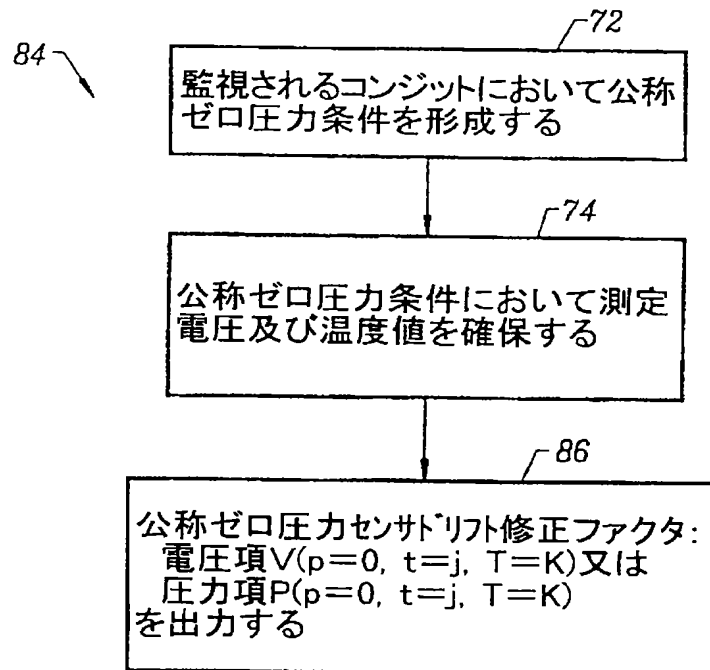 84
72
監視されるコンジットにおいて公称
ゼロ圧力条件を形成する
74
公称ゼロ圧力条件において測定
電圧及び温度値を確保する
86
公称ゼロ圧力センサドリフト修正ファクタ:
電圧項V(p=0, t=j, T=K)又は
圧力項P(p=0, t=j, T=K)
を出力する